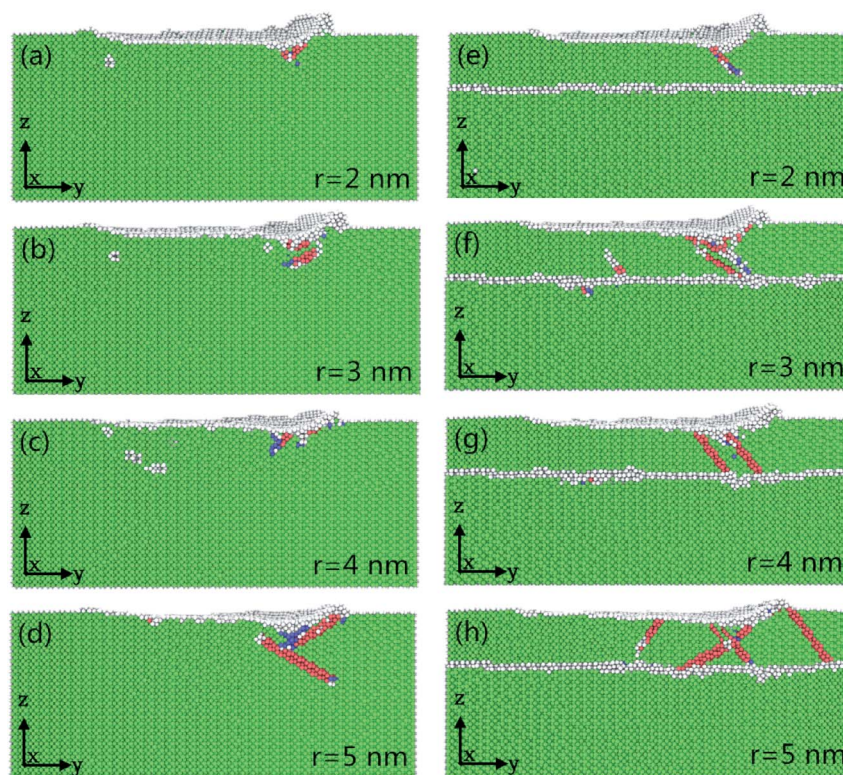 (a)
z
x
y
r=2 nm
(e)
z
x
y
r=2 nm
(b)
z
x
y
r=3 nm
(f)
z
x
y
r=3 nm
(c)
z
x
y
r=4 nm
(g)
z
x
y
r=4 nm
(d)
z
x
y
r=5 nm
(h)
z
x
y
r=5 nm